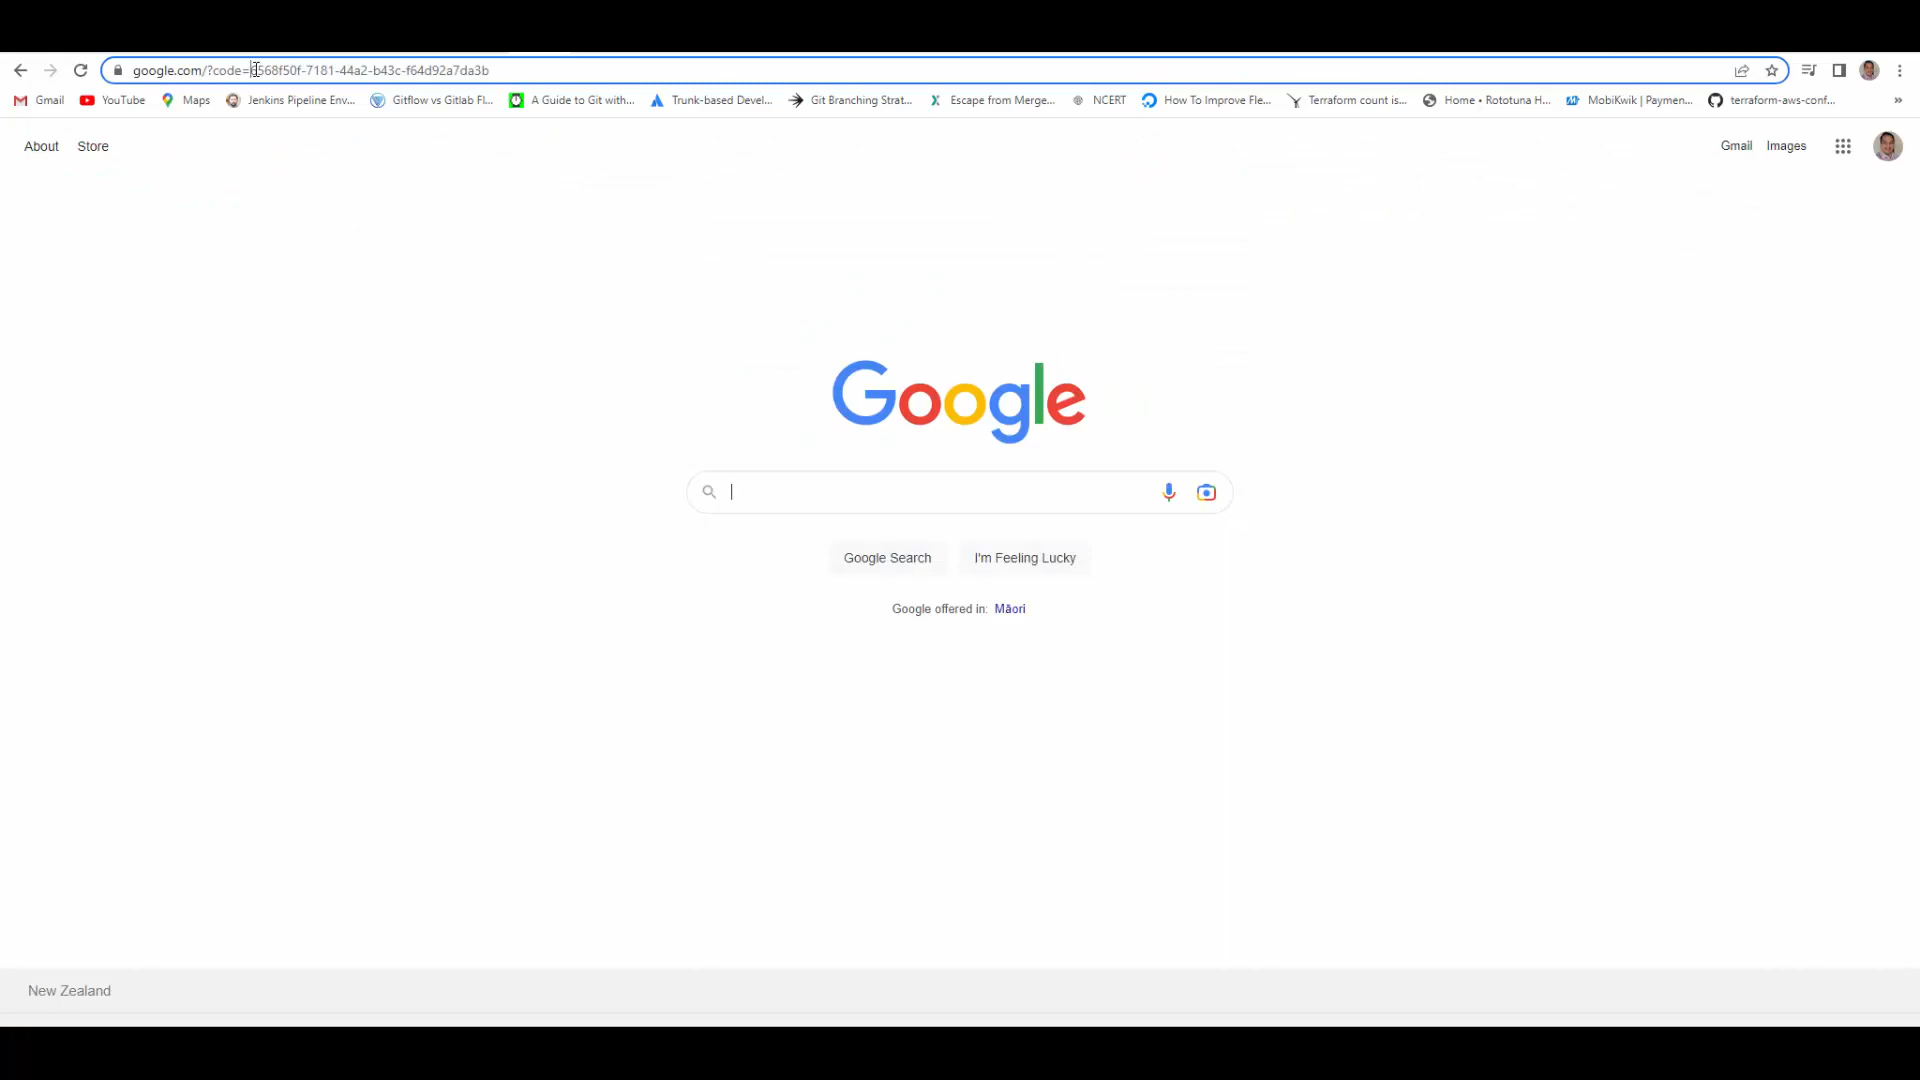 google.com/?code=6568f50f-7181-44a2-b43c-f64d92a7da3b
Gmail YouTube Maps Jenkins Pipeline Env... Gitflow vs Gitlab Fl... A Guide to Git with... Trunk-based Devel... Git Branching Strat... Escape from Merge... NCERT How To Improve Fle... Terraform count is... Home • Rototuna H... MobiKwik | Paymen... terraform-aws-conf... »
About Store Gmail Images
Google
Google Search I'm Feeling Lucky
Google offered in: Māori
New Zealand